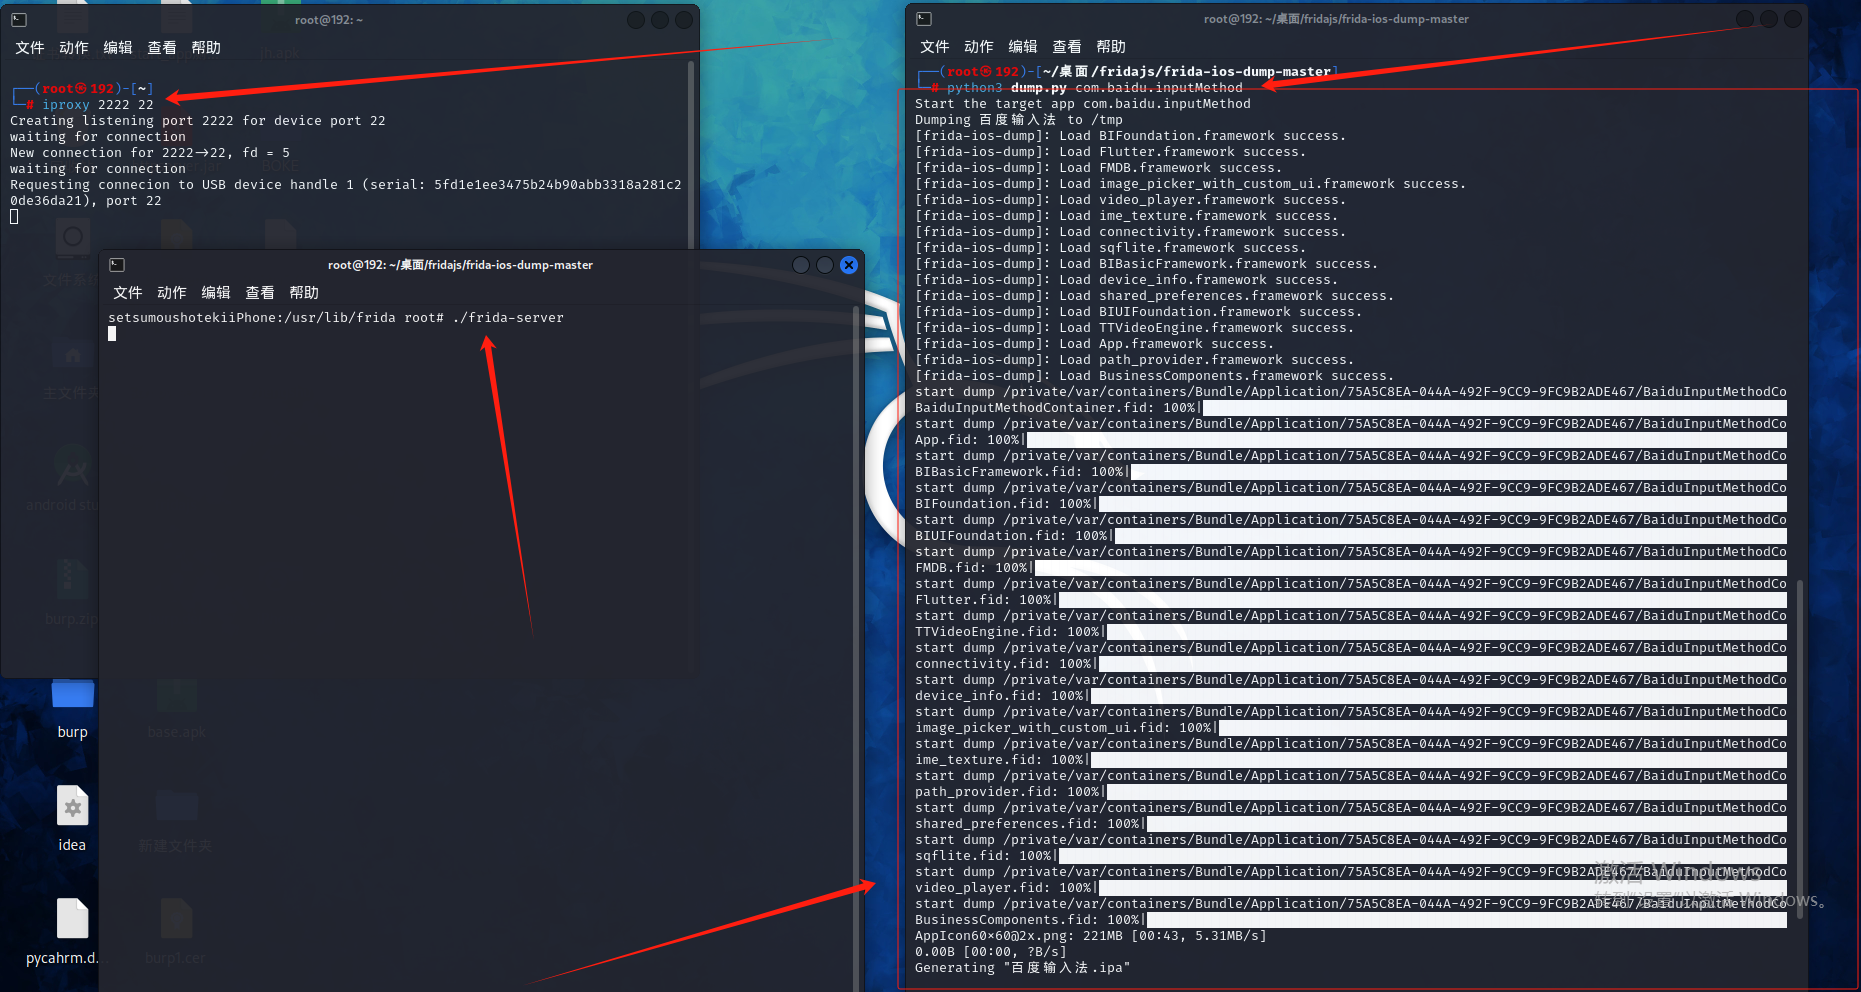 root@192: ~
文件 动作 编辑 查看 帮助
┌──(root㉿192)-[~]
└─# iproxy 2222 22
Creating listening port 2222 for device port 22
waiting for connection
New connection for 2222->22, fd = 5
waiting for connection
Requesting connecion to USB device handle 1 (serial: 5fd1e1ee3475b24b90abb3318a281c2
0de36da21), port 22
root@192: ~/桌面/fridajs/frida-ios-dump-master
文件 动作 编辑 查看 帮助
setsumoushotekiiPhone:/usr/lib/frida root# ./frida-server
root@192: ~/桌面/fridajs/frida-ios-dump-master
文件 动作 编辑 查看 帮助
┌──(root㉿192)-[~/桌面/fridajs/frida-ios-dump-master]
└─# python3 dump.py com.baidu.inputMethod
Start the target app com.baidu.inputMethod
Dumping 百度输入法 to /tmp
[frida-ios-dump]: Load BIFoundation.framework success.
[frida-ios-dump]: Load Flutter.framework success.
[frida-ios-dump]: Load FMDB.framework success.
[frida-ios-dump]: Load image_picker_with_custom_ui.framework success.
[frida-ios-dump]: Load video_player.framework success.
[frida-ios-dump]: Load ime_texture.framework success.
[frida-ios-dump]: Load connectivity.framework success.
[frida-ios-dump]: Load sqflite.framework success.
[frida-ios-dump]: Load BIBasicFramework.framework success.
[frida-ios-dump]: Load device_info.framework success.
[frida-ios-dump]: Load shared_preferences.framework success.
[frida-ios-dump]: Load BIUIFoundation.framework success.
[frida-ios-dump]: Load TTVideoEngine.framework success.
[frida-ios-dump]: Load App.framework success.
[frida-ios-dump]: Load path_provider.framework success.
[frida-ios-dump]: Load BusinessComponents.framework success.
start dump /private/var/containers/Bundle/Application/75A5C8EA-044A-492F-9CC9-9FC9B2ADE467/BaiduInputMethodCo
BaiduInputMethodContainer.fid: 100%|
start dump /private/var/containers/Bundle/Application/75A5C8EA-044A-492F-9CC9-9FC9B2ADE467/BaiduInputMethodCo
App.fid: 100%|
start dump /private/var/containers/Bundle/Application/75A5C8EA-044A-492F-9CC9-9FC9B2ADE467/BaiduInputMethodCo
BIBasicFramework.fid: 100%|
start dump /private/var/containers/Bundle/Application/75A5C8EA-044A-492F-9CC9-9FC9B2ADE467/BaiduInputMethodCo
BIFoundation.fid: 100%|
start dump /private/var/containers/Bundle/Application/75A5C8EA-044A-492F-9CC9-9FC9B2ADE467/BaiduInputMethodCo
BIUIFoundation.fid: 100%|
start dump /private/var/containers/Bundle/Application/75A5C8EA-044A-492F-9CC9-9FC9B2ADE467/BaiduInputMethodCo
FMDB.fid: 100%|
start dump /private/var/containers/Bundle/Application/75A5C8EA-044A-492F-9CC9-9FC9B2ADE467/BaiduInputMethodCo
Flutter.fid: 100%|
start dump /private/var/containers/Bundle/Application/75A5C8EA-044A-492F-9CC9-9FC9B2ADE467/BaiduInputMethodCo
TTVideoEngine.fid: 100%|
start dump /private/var/containers/Bundle/Application/75A5C8EA-044A-492F-9CC9-9FC9B2ADE467/BaiduInputMethodCo
connectivity.fid: 100%|
start dump /private/var/containers/Bundle/Application/75A5C8EA-044A-492F-9CC9-9FC9B2ADE467/BaiduInputMethodCo
device_info.fid: 100%|
start dump /private/var/containers/Bundle/Application/75A5C8EA-044A-492F-9CC9-9FC9B2ADE467/BaiduInputMethodCo
image_picker_with_custom_ui.fid: 100%|
start dump /private/var/containers/Bundle/Application/75A5C8EA-044A-492F-9CC9-9FC9B2ADE467/BaiduInputMethodCo
ime_texture.fid: 100%|
start dump /private/var/containers/Bundle/Application/75A5C8EA-044A-492F-9CC9-9FC9B2ADE467/BaiduInputMethodCo
path_provider.fid: 100%|
start dump /private/var/containers/Bundle/Application/75A5C8EA-044A-492F-9CC9-9FC9B2ADE467/BaiduInputMethodCo
shared_preferences.fid: 100%|
start dump /private/var/containers/Bundle/Application/75A5C8EA-044A-492F-9CC9-9FC9B2ADE467/BaiduInputMethodCo
sqflite.fid: 100%|
start dump /private/var/containers/Bundle/Application/75A5C8EA-044A-492F-9CC9-9FC9B2ADE467/BaiduInputMethodCo
video_player.fid: 100%|
start dump /private/var/containers/Bundle/Application/75A5C8EA-044A-492F-9CC9-9FC9B2ADE467/BaiduInputMethodCo
BusinessComponents.fid: 100%|
AppIcon60×60@2x.png: 221MB [00:43, 5.31MB/s]
0.00B [00:00, ?B/s]
Generating "百度输入法.ipa"
激活 Windows
转到"设置"以激活 Windows。
文件系统
主文件夹
android stu
burp.zip
burp
base.apk
idea
新建文件夹
pycahrm.d...
burp1.cer